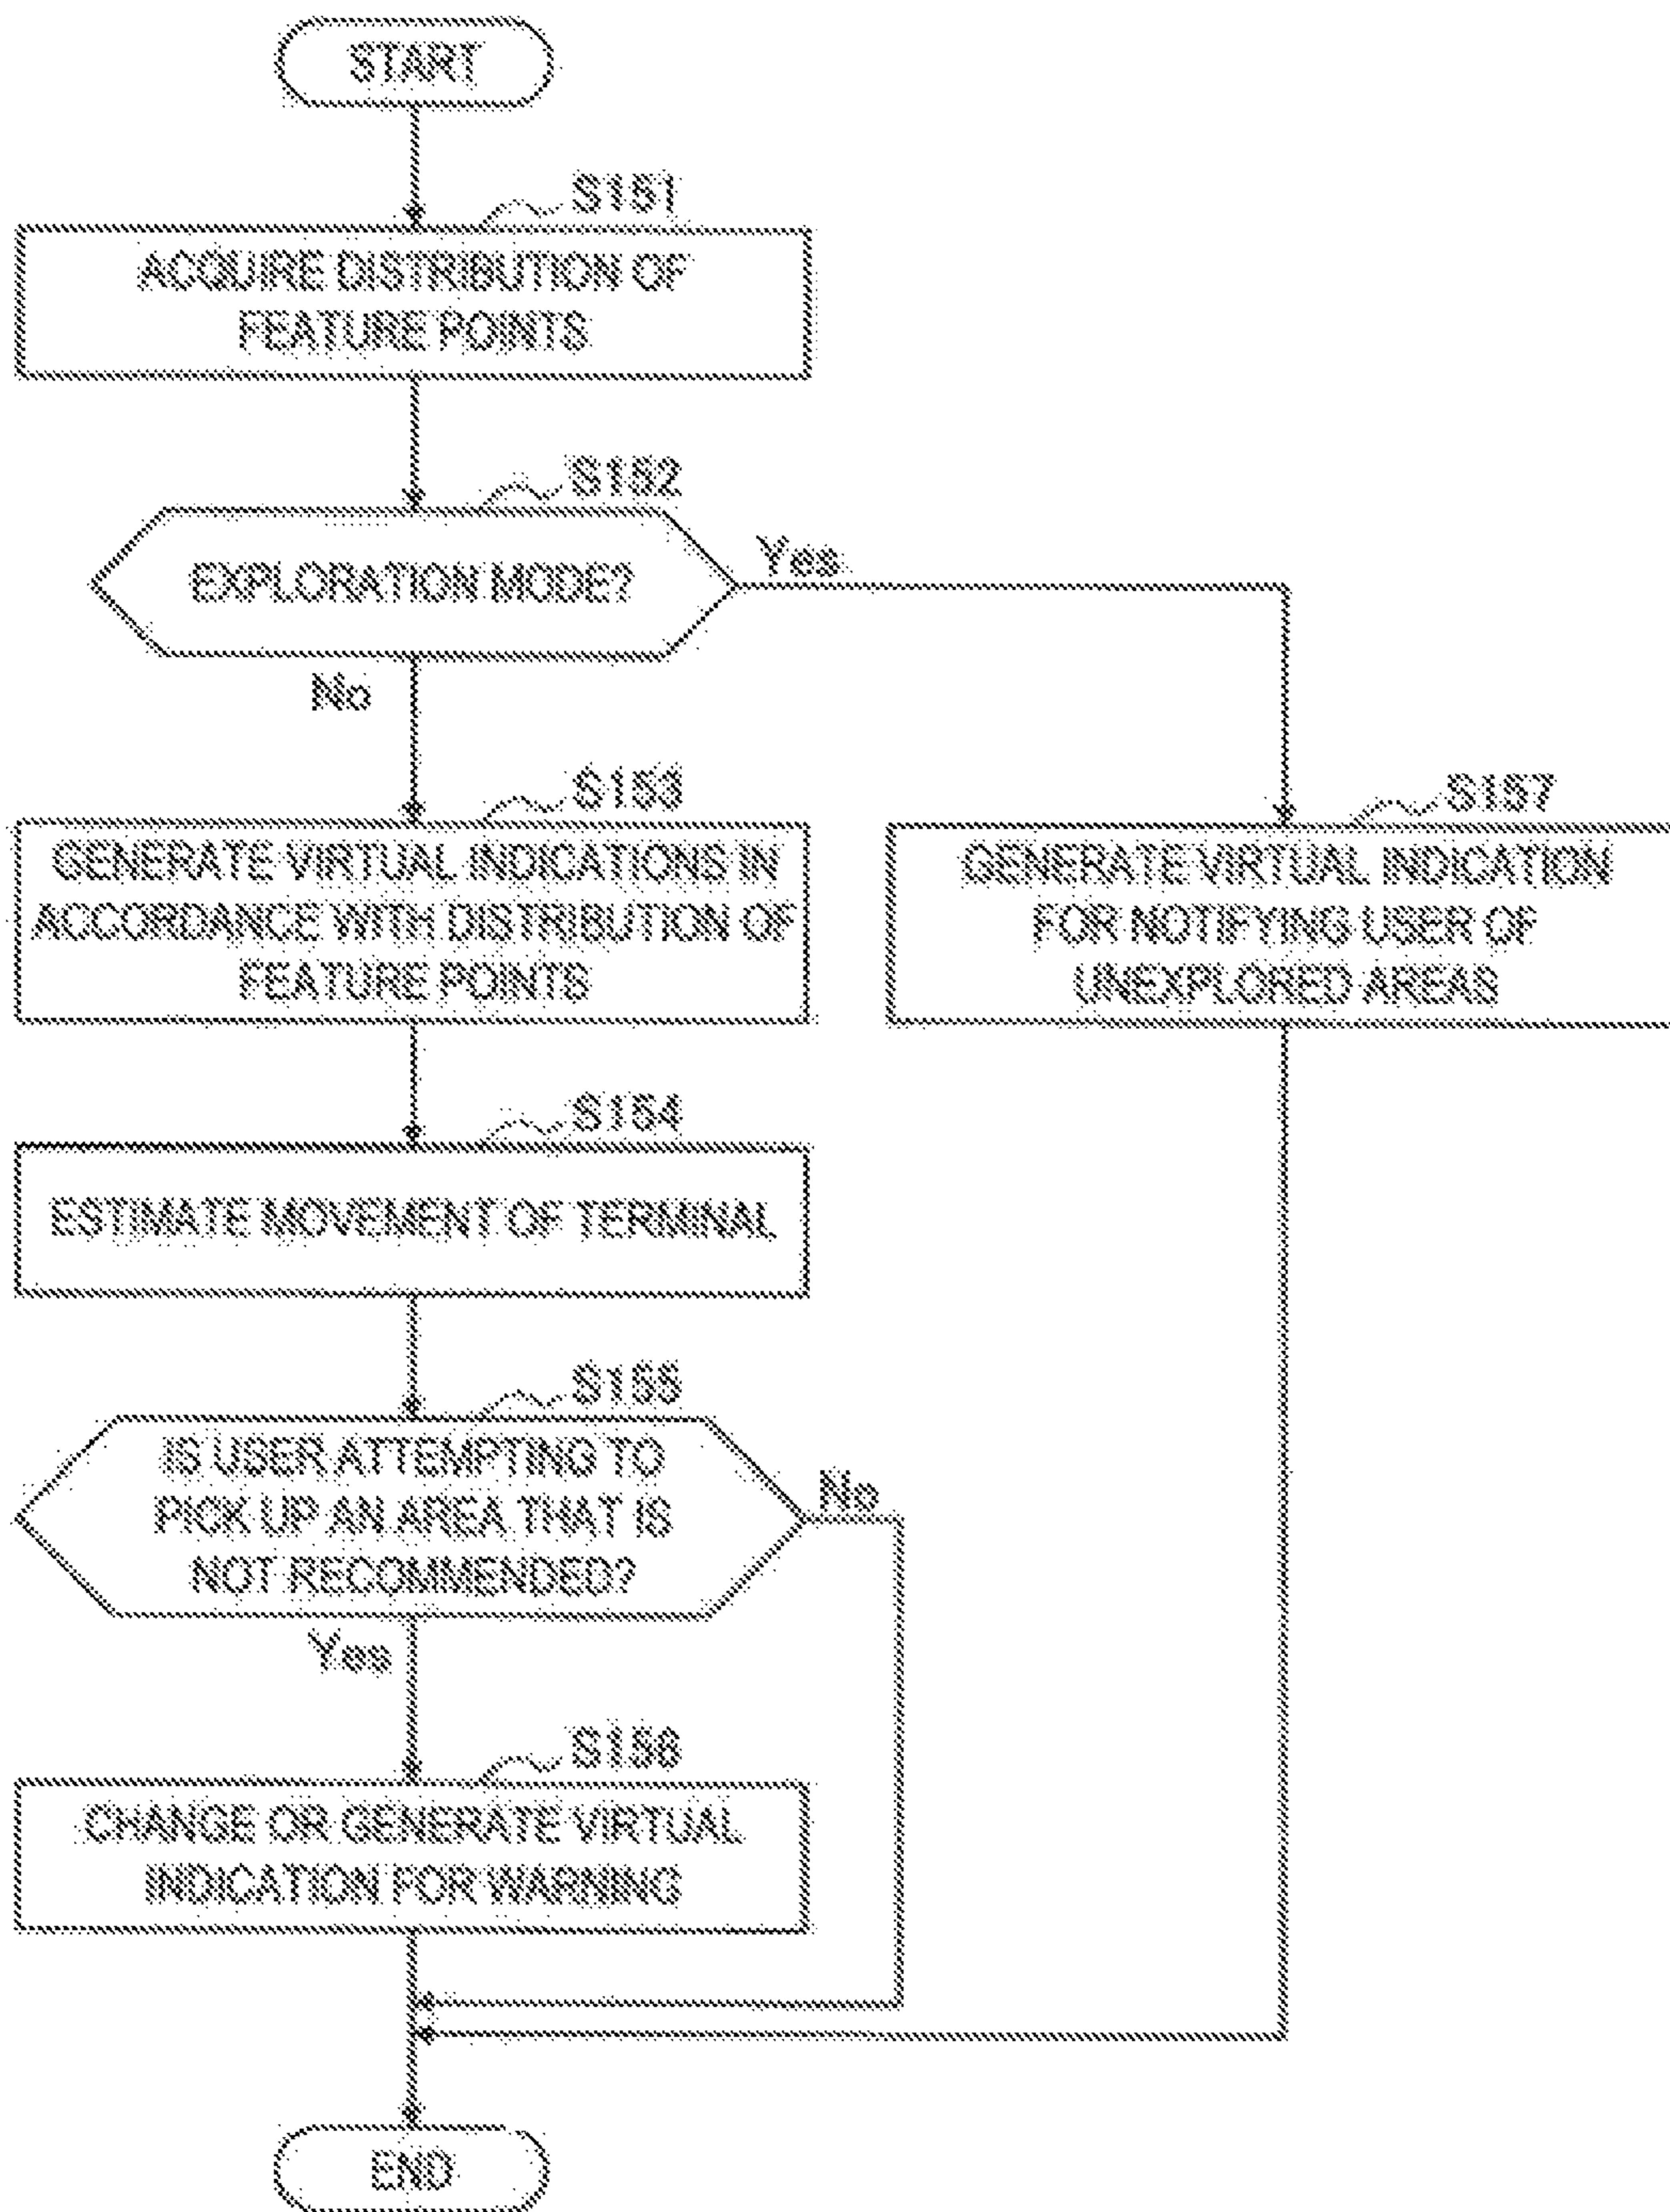 START
S151
ACQUIRE DISTRIBUTION OF
FEATURE POINTS
S152
EXPLORATION MODE?
Yes
No
S153
GENERATE VIRTUAL INDICATIONS IN
ACCORDANCE WITH DISTRIBUTION OF
FEATURE POINTS
S157
GENERATE VIRTUAL INDICATION
FOR NOTIFYING USER OF
UNEXPLORED AREAS
S154
ESTIMATE MOVEMENT OF TERMINAL
S155
IS USER ATTEMPTING TO
PICK UP AN AREA THAT IS
NOT RECOMMENDED?
No
Yes
S156
CHANGE OR GENERATE VIRTUAL
INDICATION FOR WARNING
END